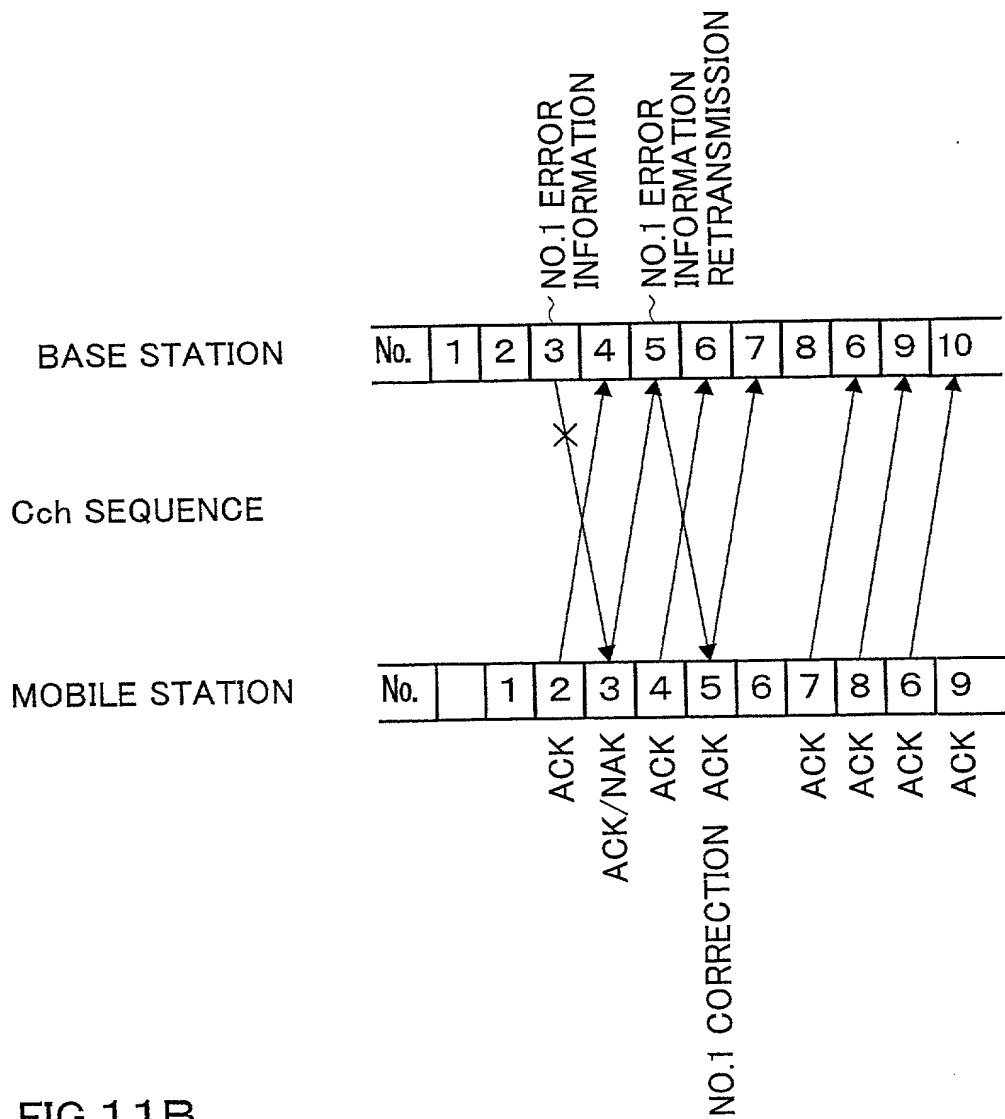 NO.1 ERROR
INFORMATION
NO.1 ERROR
INFORMATION
RETRANSMISSION
BASE STATION
No. 1 2 3 4 5 6 7 8 6 9 10
Cch SEQUENCE
MOBILE STATION
No. 1 2 3 4 5 6 7 8 6 9
ACK
ACK/NAK
ACK
NO.1 CORRECTION ACK
ACK
ACK
ACK
ACK
FIG.11B